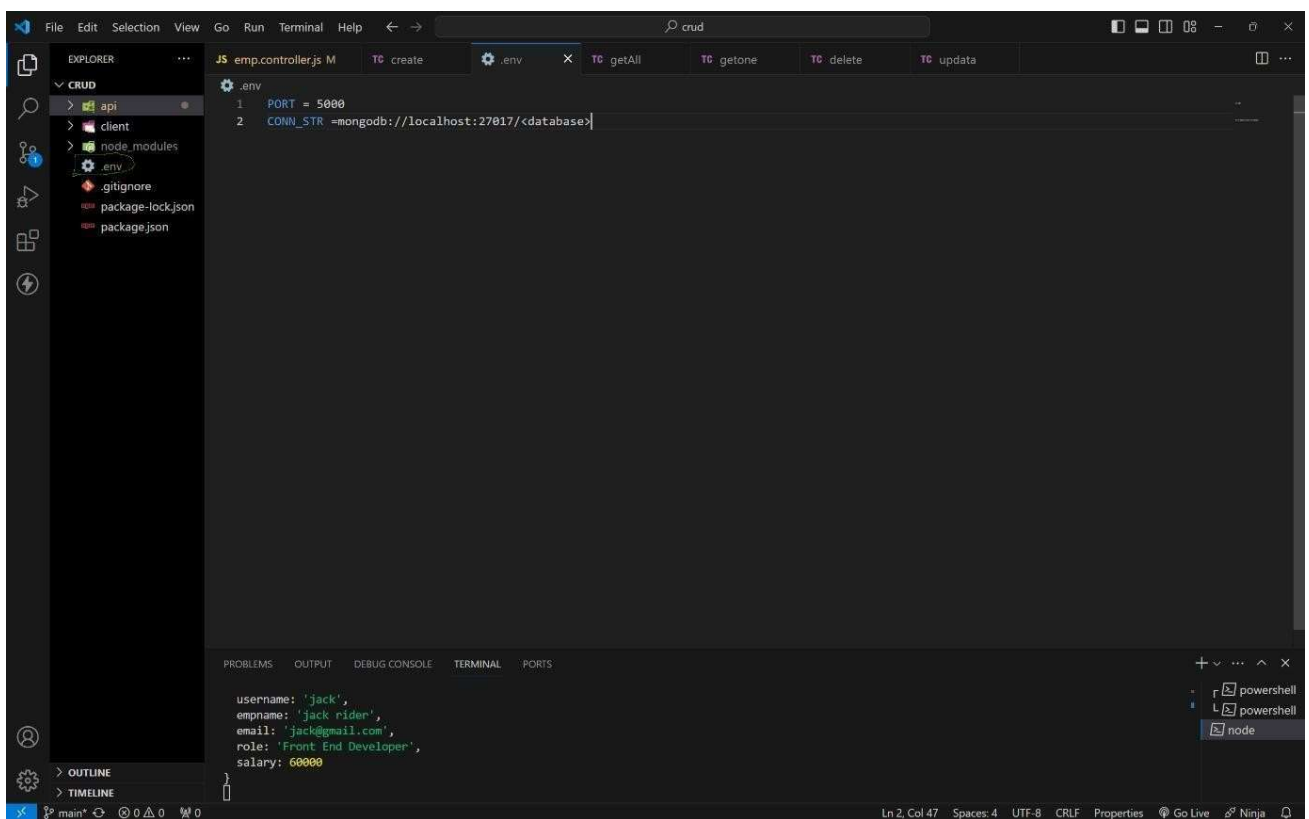 File Edit Selection View Go Run Terminal Help
crud
EXPLORER
JS emp.controller.js M
TC create
.env
TC getAll
TC getone
TC delete
TC updata
CRUD
api
client
node_modules
.env
.gitignore
package-lock.json
package.json
.env
1 PORT = 5000
2 CONN_STR =mongodb://localhost:27017/<database>
PROBLEMS OUTPUT DEBUG CONSOLE TERMINAL PORTS
username: 'jack',
empname: 'jack rider',
email: 'jack@gmail.com',
role: 'Front End Developer',
salary: 60000
}
powershell
powershell
node
1
OUTLINE
TIMELINE
main* 0 0 0 Ln 2, Col 47 Spaces: 4 UTF-8 CRLF Properties Go Live Ninja